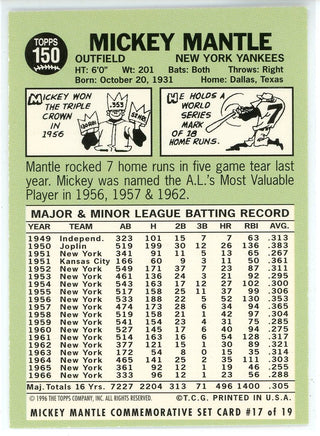 TOPPS
150
MICKEY MANTLE
OUTFIELD NEW YORK YANKEES
HT: 6'0" Wt: 201 Bats: Both Throws: Right
Born: October 20, 1931 Home: Dallas, Texas
MICKEY WON
THE TRIPLE
CROWN
IN
1956
.353
HE HOLDS A
WORLD
SERIES
MARK
OF 18
HOME RUNS.
7
Mantle rocked 7 home runs in five game tear last
year. Mickey was named the A.L.'s Most Valuable
Player in 1956, 1957 & 1962.
MAJOR & MINOR LEAGUE BATTING RECORD
YEAR TEAM AB H 2B 3B HR RBI AVG.
1949 Independ. 323 101 15 7 7 63 .313
1950 Joplin 519 199 30 12 26 136 .383
1951 New York 341 91 11 5 13 65 .267
1951 Kansas City 166 60 9 3 11 50 .361
1952 New York 549 171 37 7 23 87 .311
1953 New York 461 136 24 3 21 92 .295
1954 New York 543 163 17 12 27 102 .300
1955 New York 517 158 25 11 37 99 .306
1956 New York 533 188 22 5 52 130 .353
1957 New York 474 173 28 6 34 94 .365
1958 New York 519 158 21 1 42 97 .304
1959 New York 541 154 23 4 31 75 .285
1960 New York 527 145 17 6 40 94 .275
1961 New York 514 163 16 6 54 128 .317
1962 New York 377 121 15 1 30 89 .321
1963 New York 172 54 8 0 15 35 .314
1964 New York 465 141 25 2 35 111 .303
1965 New York 361 92 12 1 19 46 .255
1966 New York 333 96 12 1 23 56 .288
Maj. Totals 16 Yrs. 7227 2204 313 71 496 1400 .305
© 1996 THE TOPPS COMPANY, INC. ALL RIGHTS RESERVED. ©T.C.G. PRINTED IN U.S.A.
MICKEY MANTLE COMMEMORATIVE SET CARD #17 of 19